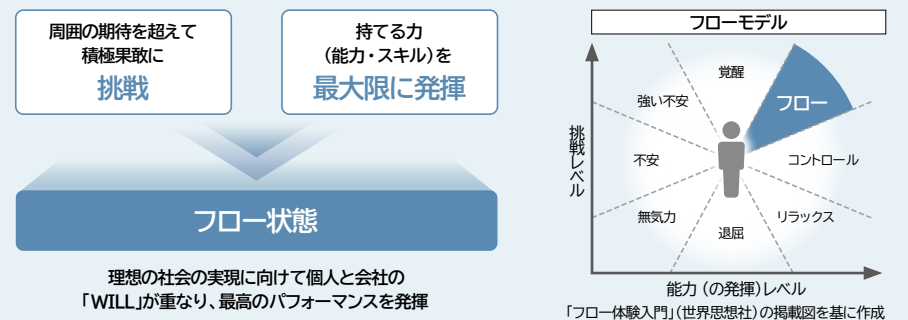 周囲の期待を超えて
積極果敢に
挑戦
持てる力
（能力・スキル）を
最大限に発揮
フロー状態
理想の社会の実現に向けて個人と会社の
「WILL」が重なり、最高のパフォーマンスを発揮
フローモデル
挑戦レベル
覚醒
フロー
強い不安
不安
コントロール
無気力
リラックス
退屈
能力（の発揮）レベル
「フロー体験入門」（世界思想社）の掲載図を基に作成